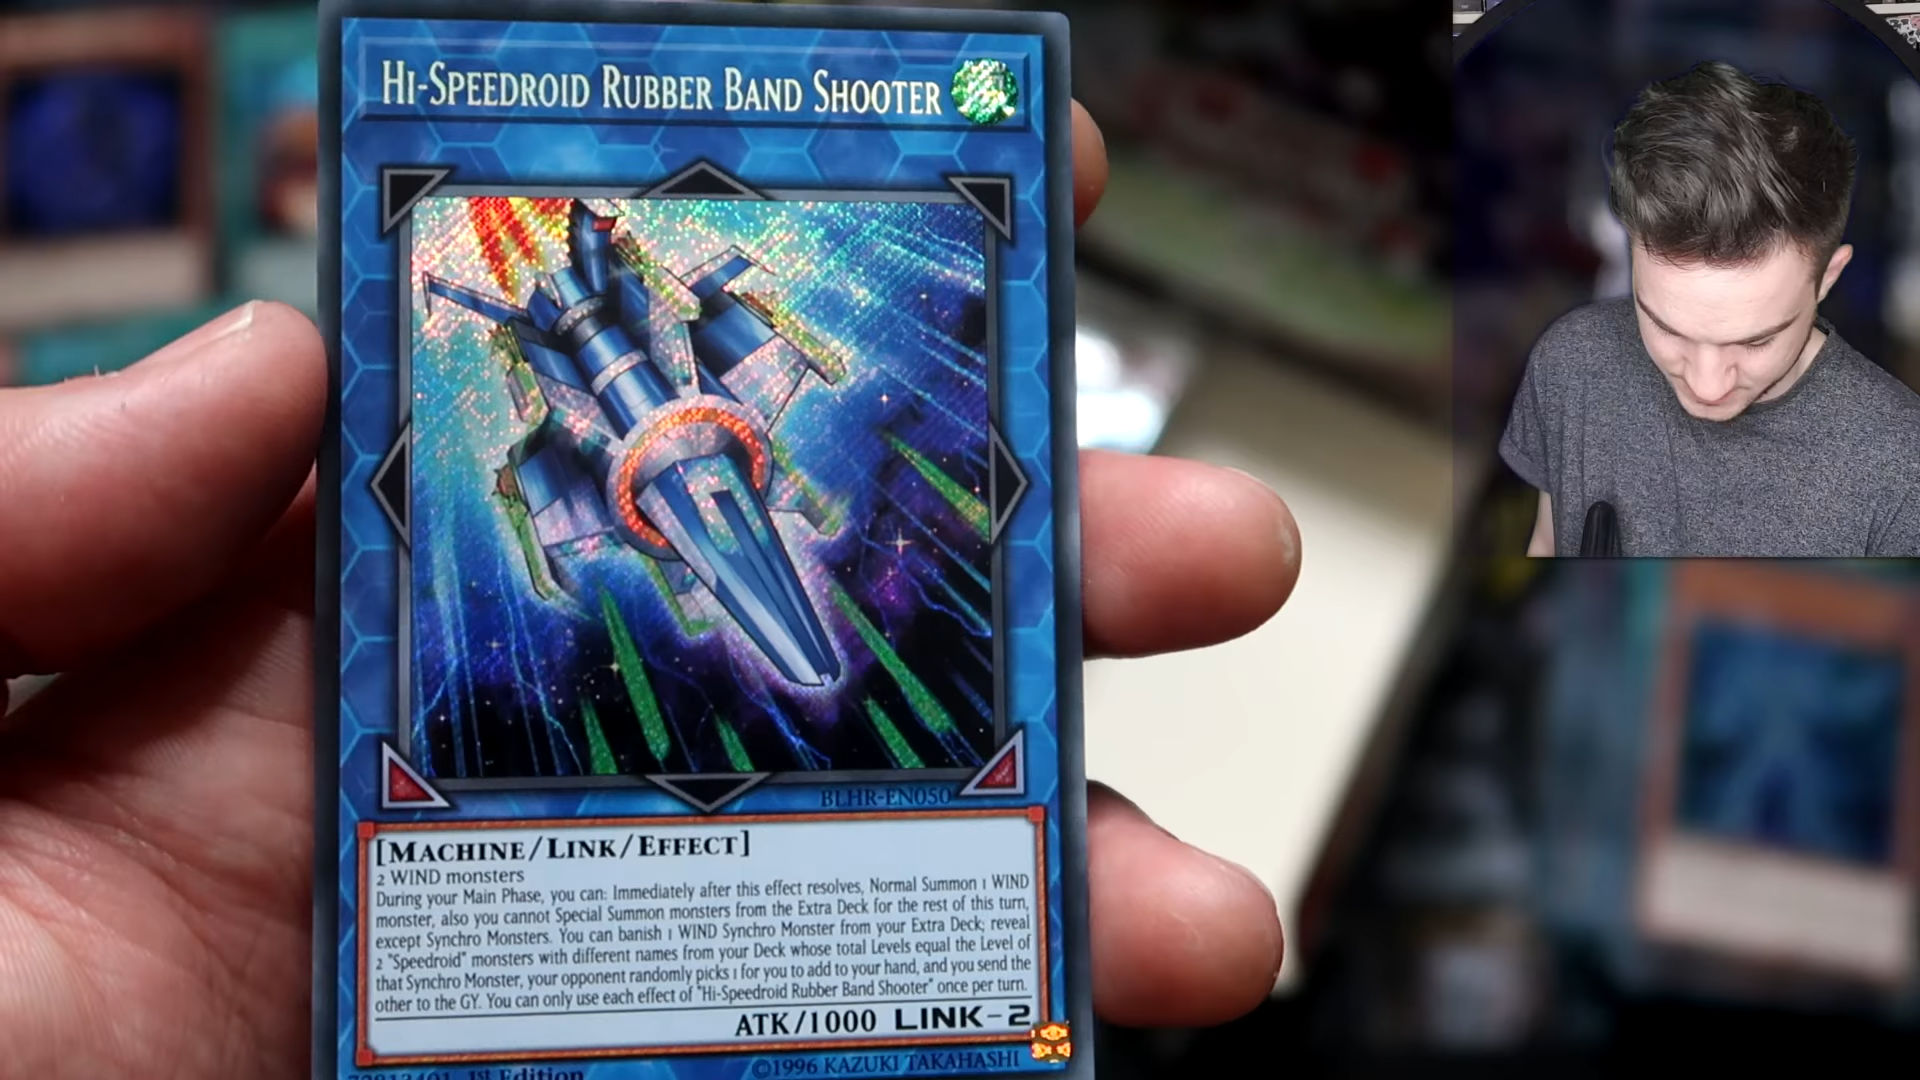 HI-SPEEDROID RUBBER BAND SHOOTER
BLHR-EN050
[MACHINE/LINK/EFFECT]
2 WIND monsters
During your Main Phase, you can: Immediately after this effect resolves, Normal Summon 1 WIND
monster, also you cannot Special Summon monsters from the Extra Deck for the rest of this turn,
except Synchro Monsters. You can banish 1 WIND Synchro Monster from your Extra Deck; reveal
2 "Speedroid" monsters with different names from your Deck whose total Levels equal the Level of
that Synchro Monster, your opponent randomly picks 1 for you to add to your hand, and you send the
other to the GY. You can only use each effect of "Hi-Speedroid Rubber Band Shooter" once per turn.
ATK/1000 LINK-2
1st Edition ©1996 KAZUKI TAKAHASHI